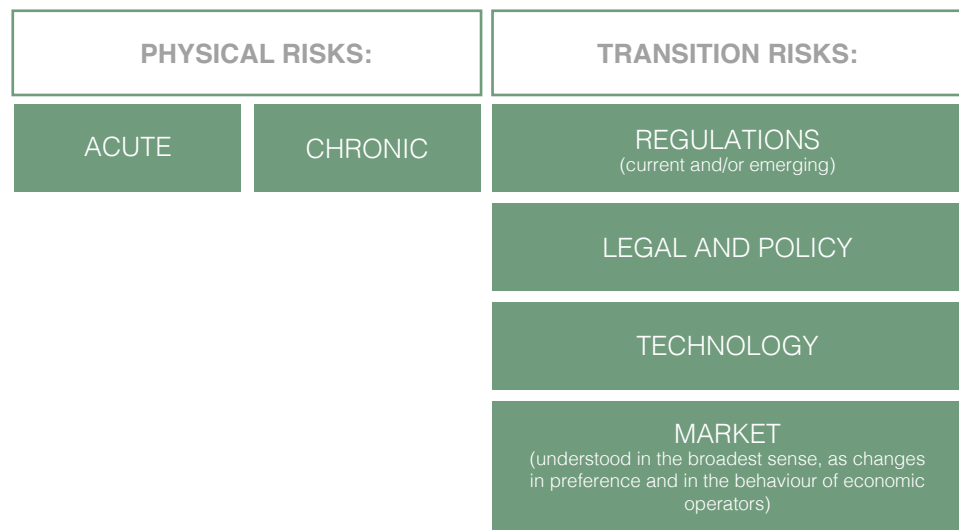 PHYSICAL RISKS:
TRANSITION RISKS:
ACUTE
CHRONIC
REGULATIONS
(current and/or emerging)
LEGAL AND POLICY
TECHNOLOGY
MARKET
(understood in the broadest sense, as changes
in preference and in the behaviour of economic
operators)